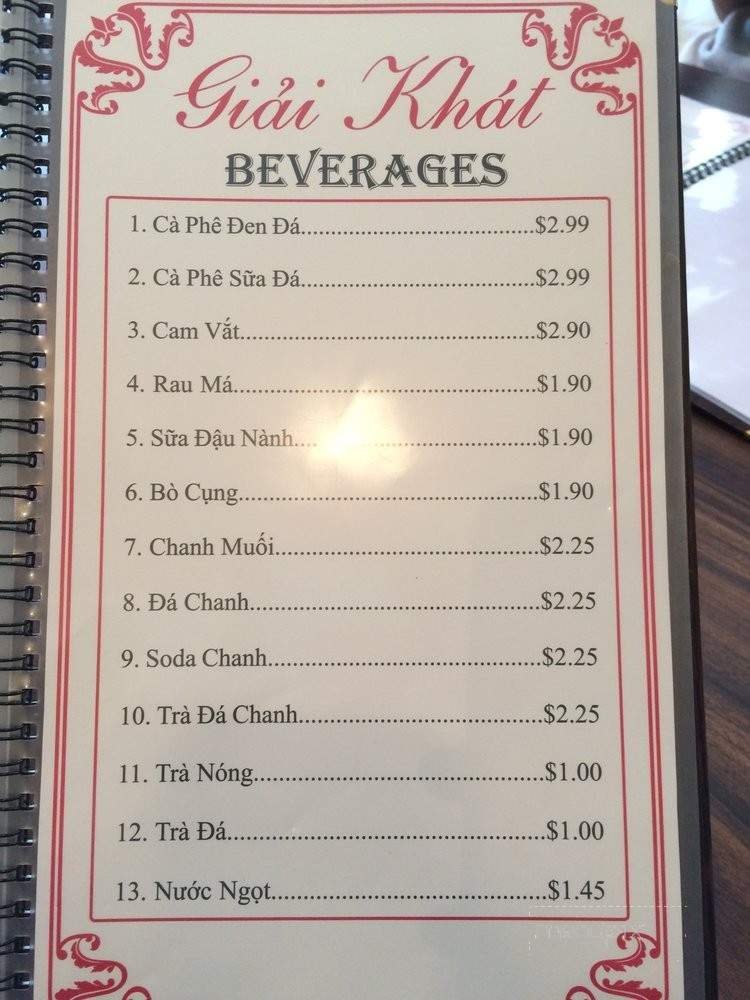 Giải Khát
BEVERAGES
1. Cà Phê Đen Đá......................................$2.99
2. Cà Phê Sữa Đá......................................$2.99
3. Cam Vắt................................................$2.90
4. Rau Má.................................................$1.90
5. Sữa Đậu Nành.......................................$1.90
6. Bò Cụng................................................$1.90
7. Chanh Muối...........................................$2.25
8. Đá Chanh...............................................$2.25
9. Soda Chanh............................................$2.25
10. Trà Đá Chanh.......................................$2.25
11. Trà Nóng..............................................$1.00
12. Trà Đá...................................................$1.00
13. Nước Ngọt............................................$1.45